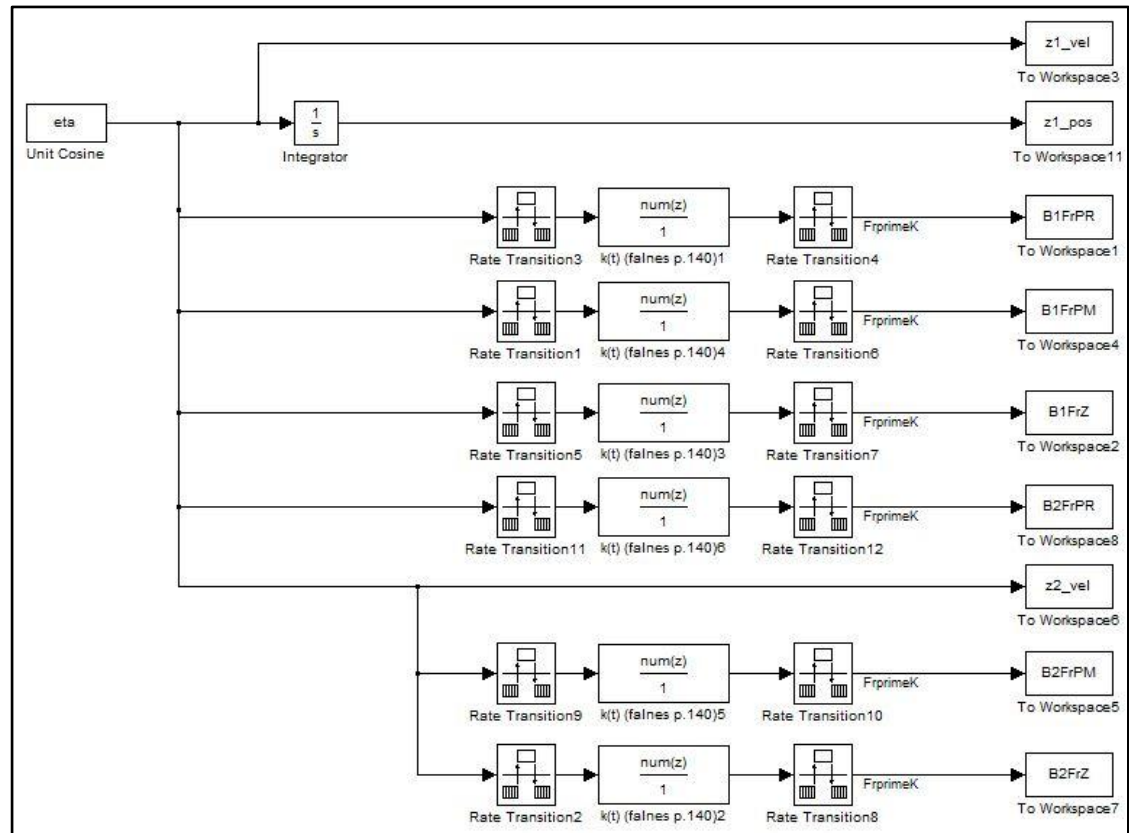 z1_vel
To Workspace3
eta
Unit Cosine
1
s
Integrator
z1_pos
To Workspace11
Rate Transition3
num(z)
1
k(t) (falnes p.140)1
Rate Transition4
FrprimeK
B1FrPR
To Workspace1
Rate Transition1
num(z)
1
k(t) (falnes p.140)4
Rate Transition6
FrprimeK
B1FrPM
To Workspace4
Rate Transition5
num(z)
1
k(t) (falnes p.140)3
Rate Transition7
FrprimeK
B1FrZ
To Workspace2
Rate Transition11
num(z)
1
k(t) (falnes p.140)6
Rate Transition12
FrprimeK
B2FrPR
To Workspace8
z2_vel
To Workspace6
Rate Transition9
num(z)
1
k(t) (falnes p.140)5
Rate Transition10
FrprimeK
B2FrPM
To Workspace5
Rate Transition2
num(z)
1
k(t) (falnes p.140)2
Rate Transition8
FrprimeK
B2FrZ
To Workspace7